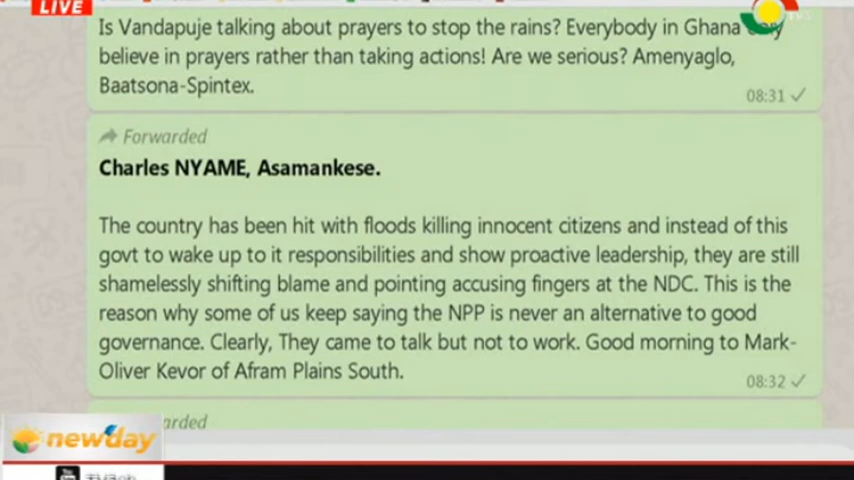 LIVE
Is Vandapuje talking about prayers to stop the rains? Everybody in Ghana
believe in prayers rather than taking actions! Are we serious? Amenyaglo,
Baatsona-Spintex.
08:31
Forwarded
Charles NYAME, Asamankese.
The country has been hit with floods killing innocent citizens and instead of this
govt to wake up to it responsibilities and show proactive leadership, they are still
shamelessly shifting blame and pointing accusing fingers at the NDC. This is the
reason why some of us keep saying the NPP is never an alternative to good
governance. Clearly, They came to talk but not to work. Good morning to Mark-
Oliver Kevor of Afram Plains South.
08:32
arded
newday